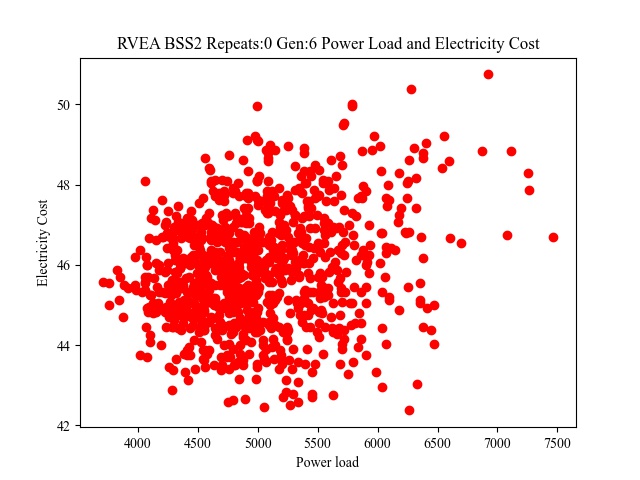 RVEA BSS2 Repeats:0 Gen:6 Power Load and Electricity Cost
50
48
46
44
42
Electricity Cost
4000 4500 5000 5500 6000 6500 7000 7500
Power load